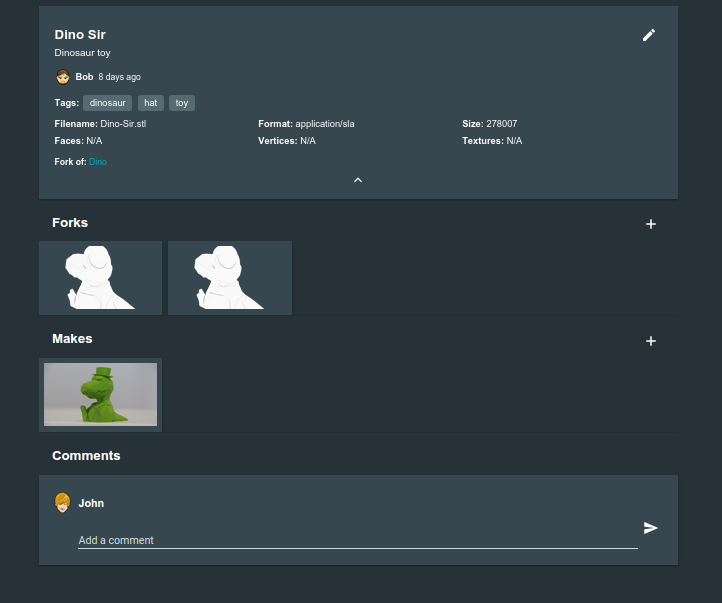 Dino Sir
Dinosaur toy
Bob 8 days ago
Tags: dinosaur hat toy
Filename: Dino-Sir.stl Format: application/sla Size: 278007
Faces: N/A Vertices: N/A Textures: N/A
Fork of: Dino
Forks
Makes
Comments
John
Add a comment